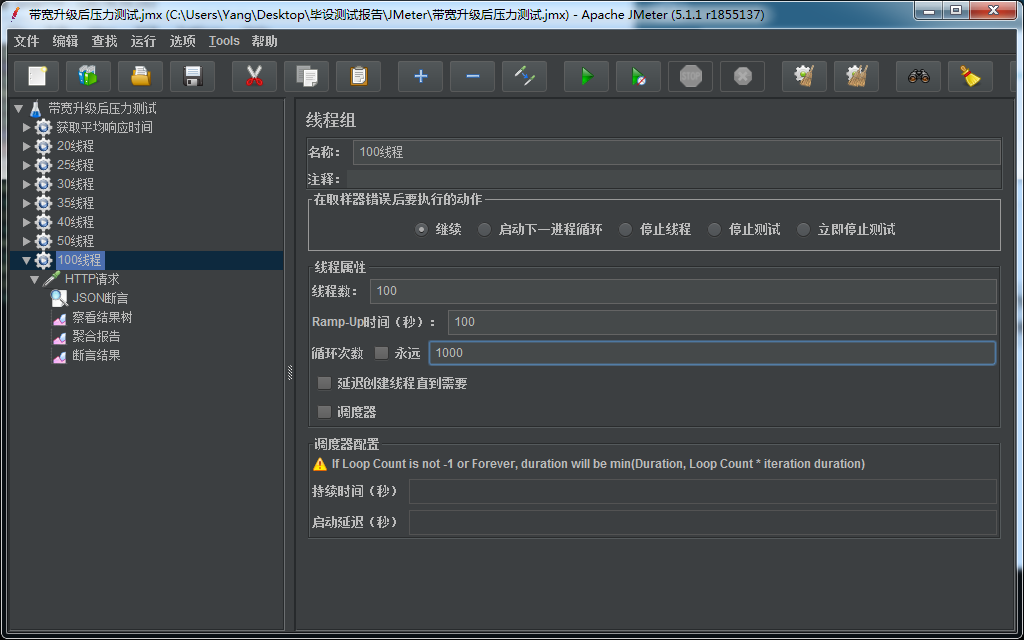 带宽升级后压力测试.jmx (C:\Users\Yang\Desktop\毕设测试报告\JMeter\带宽升级后压力测试.jmx) - Apache JMeter (5.1.1 r1855137)
文件 编辑 查找 运行 选项 Tools 帮助
STOP
带宽升级后压力测试
获取平均响应时间
20线程
25线程
30线程
35线程
40线程
50线程
100线程
HTTP请求
JSON断言
察看结果树
聚合报告
断言结果
线程组
名称： 100线程
注释：
在取样器错误后要执行的动作
继续 启动下一进程循环 停止线程 停止测试 立即停止测试
线程属性
线程数： 100
Ramp-Up时间（秒）： 100
循环次数 永远 1000
延迟创建线程直到需要
调度器
调度器配置
If Loop Count is not -1 or Forever, duration will be min(Duration, Loop Count * iteration duration)
持续时间（秒）
启动延迟（秒）